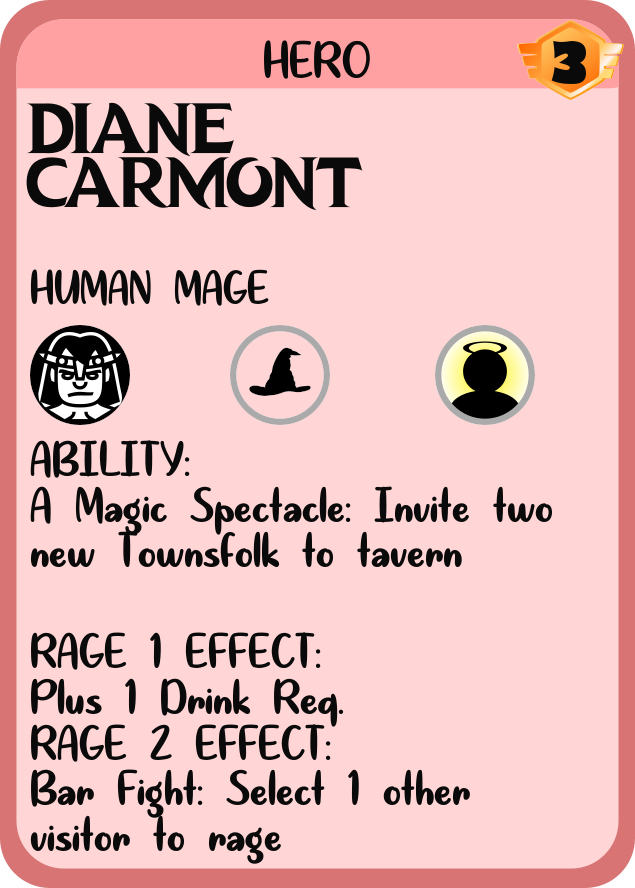 HERO
3
DIANE
CARMONT
HUMAN MAGE
ABILITY:
A Magic Spectacle: Invite two
new Townsfolk to tavern
RAGE 1 EFFECT:
Plus 1 Drink Req.
RAGE 2 EFFECT:
Bar Fight: Select 1 other
visitor to rage